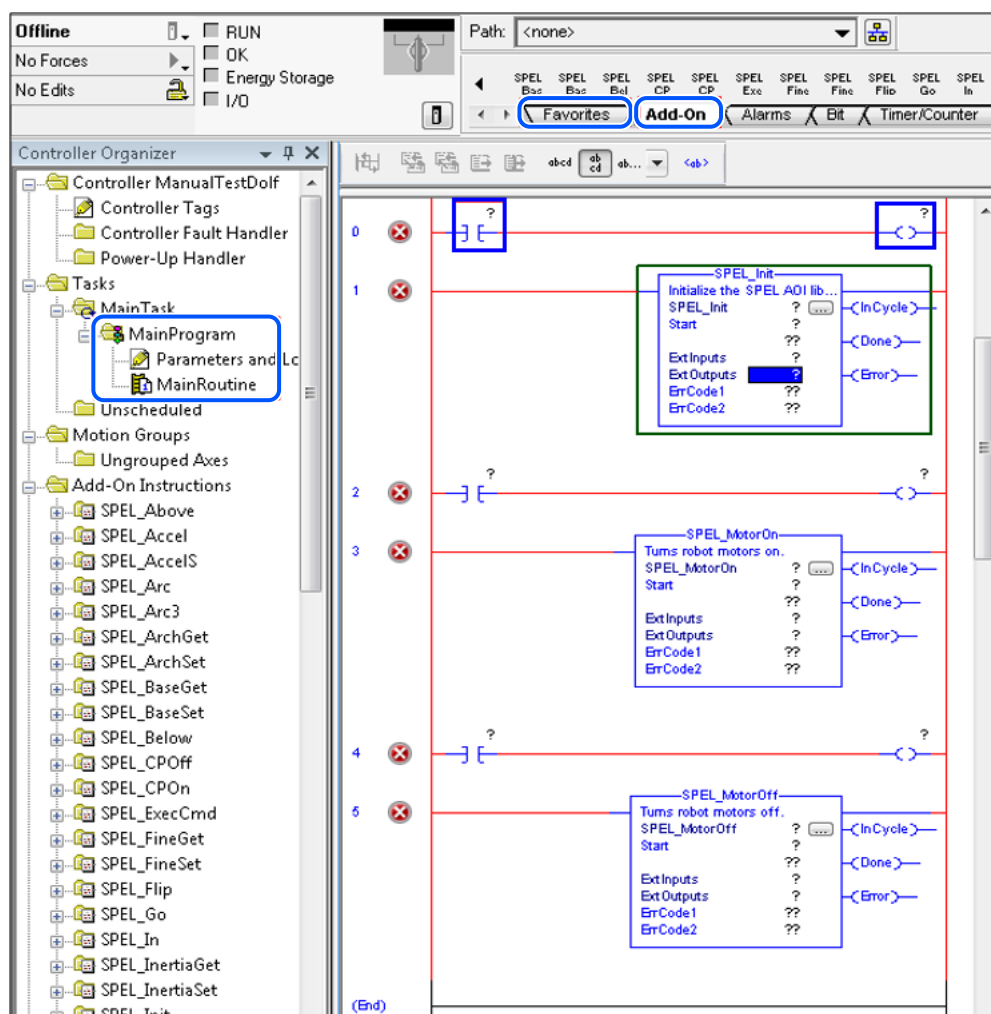 Offline
RUN
Path: <none>
No Forces
OK
Energy Storage
No Edits
I/O
SPEL SPEL SPEL SPEL SPEL SPEL SPEL SPEL SPEL SPEL SPEL
Bas Bas Bel CP CP Exe Fine Fine Flip Go In
Favorites Add-On Alarms Bit Timer/Counter
Controller Organizer
abcd ab cd ab... <ab>
Controller ManualTestDolf
Controller Tags
Controller Fault Handler
Power-Up Handler
Tasks
MainTask
MainProgram
Parameters and Lc
MainRoutine
Unscheduled
Motion Groups
Ungrouped Axes
Add-On Instructions
SPEL_Above
SPEL_Accel
SPEL_AccelS
SPEL_Arc
SPEL_Arc3
SPEL_ArchGet
SPEL_ArchSet
SPEL_BaseGet
SPEL_BaseSet
SPEL_Below
SPEL_CPOff
SPEL_CPOn
SPEL_ExecCmd
SPEL_FineGet
SPEL_FineSet
SPEL_Flip
SPEL_Go
SPEL_In
SPEL_InertiaGet
SPEL_InertiaSet
SPEL_Init
? ?
0
SPEL_Init
1
Initialize the SPEL AOI lib...
SPEL_Init ? ... InCycle
Start ?
?? Done
ExtInputs ?
ExtOutputs ? Error
ErrCode1 ??
ErrCode2 ??
? ?
2
SPEL_MotorOn
3
Turns robot motors on.
SPEL_MotorOn ? ... InCycle
Start ?
?? Done
ExtInputs ?
ExtOutputs ? Error
ErrCode1 ??
ErrCode2 ??
? ?
4
SPEL_MotorOff
5
Turns robot motors off.
SPEL_MotorOff ? ... InCycle
Start ?
?? Done
ExtInputs ?
ExtOutputs ? Error
ErrCode1 ??
ErrCode2 ??
(End)